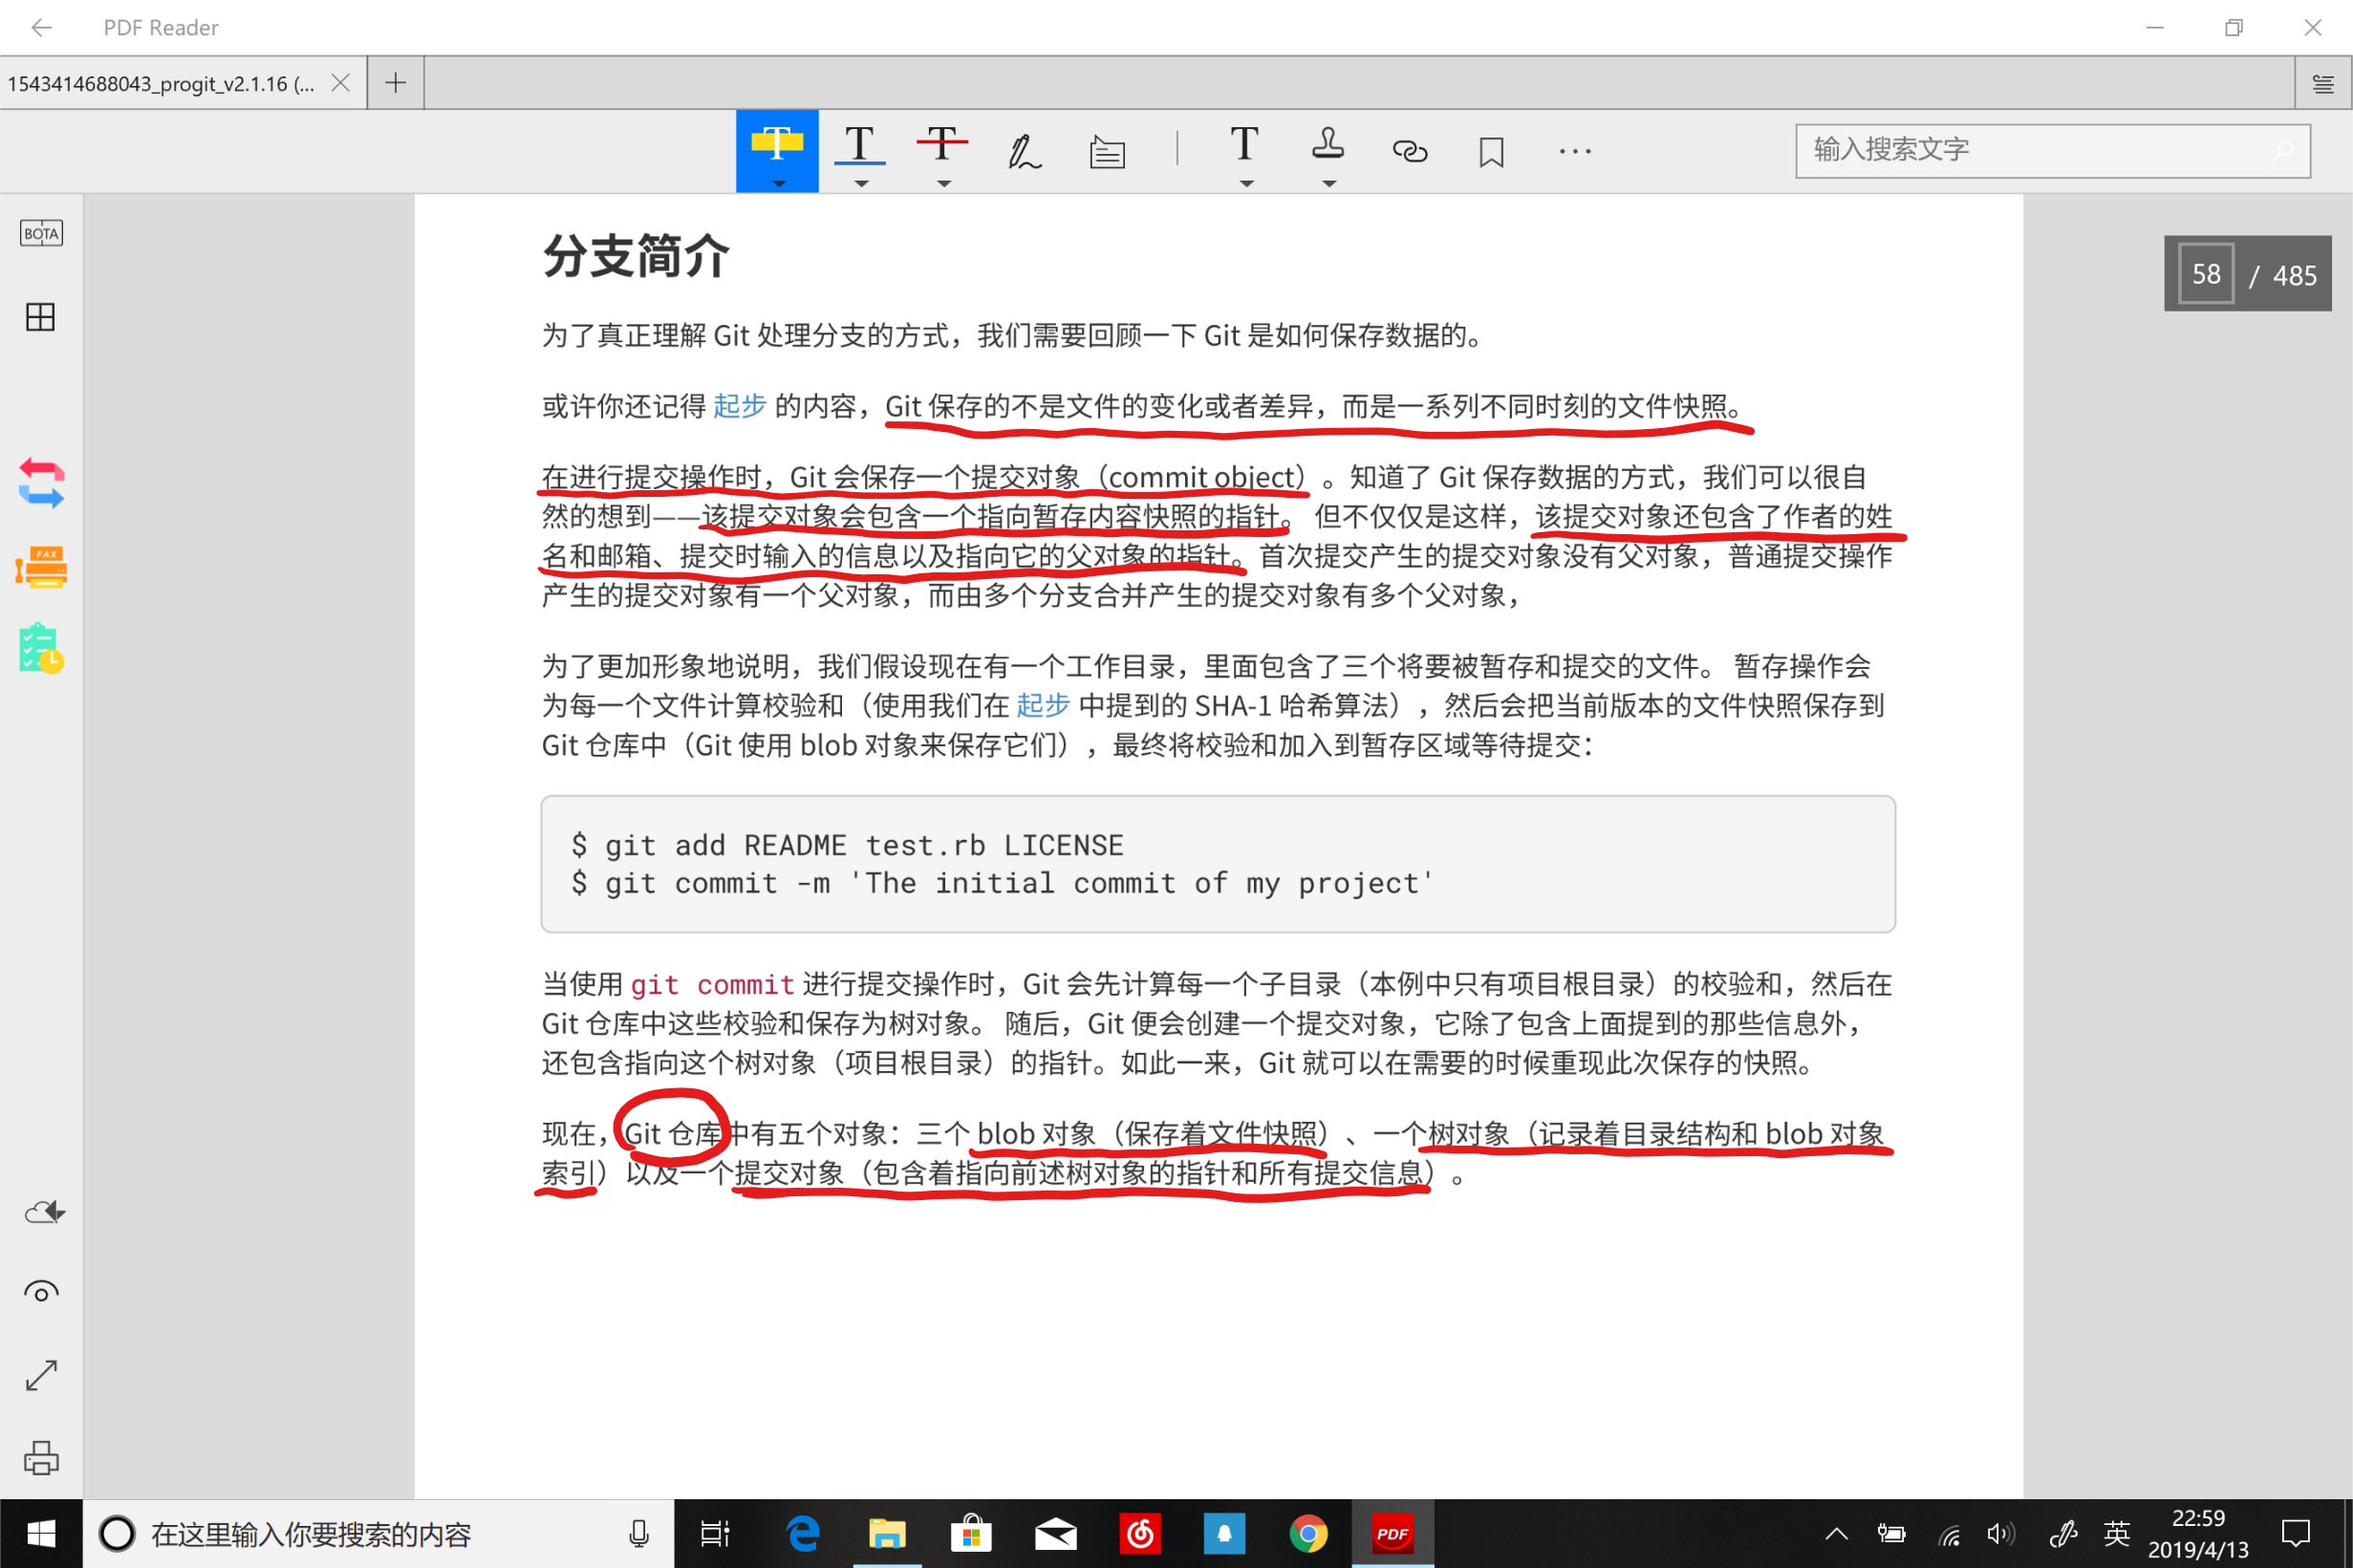 PDF Reader
1543414688043_progit_v2.1.16 (...
输入搜索文字
BOTA
58 / 485
FAX
分支简介
为了真正理解 Git 处理分支的方式，我们需要回顾一下 Git 是如何保存数据的。
或许你还记得 起步 的内容，Git 保存的不是文件的变化或者差异，而是一系列不同时刻的文件快照。
在进行提交操作时，Git 会保存一个提交对象（commit object）。知道了 Git 保存数据的方式，我们可以很自
然的想到——该提交对象会包含一个指向暂存内容快照的指针。 但不仅仅是这样，该提交对象还包含了作者的姓
名和邮箱、提交时输入的信息以及指向它的父对象的指针。首次提交产生的提交对象没有父对象，普通提交操作
产生的提交对象有一个父对象，而由多个分支合并产生的提交对象有多个父对象，
为了更加形象地说明，我们假设现在有一个工作目录，里面包含了三个将要被暂存和提交的文件。 暂存操作会
为每一个文件计算校验和（使用我们在 起步 中提到的 SHA-1 哈希算法），然后会把当前版本的文件快照保存到
Git 仓库中（Git 使用 blob 对象来保存它们），最终将校验和加入到暂存区域等待提交：
$ git add README test.rb LICENSE
$ git commit -m 'The initial commit of my project'
当使用 git commit 进行提交操作时，Git 会先计算每一个子目录（本例中只有项目根目录）的校验和，然后在
Git 仓库中这些校验和保存为树对象。 随后，Git 便会创建一个提交对象，它除了包含上面提到的那些信息外，
还包含指向这个树对象（项目根目录）的指针。如此一来，Git 就可以在需要的时候重现此次保存的快照。
现在，Git 仓库中有五个对象：三个 blob 对象（保存着文件快照）、一个树对象（记录着目录结构和 blob 对象
索引）以及一个提交对象（包含着指向前述树对象的指针和所有提交信息）。
在这里输入你要搜索的内容
PDF
英
22:59
2019/4/13